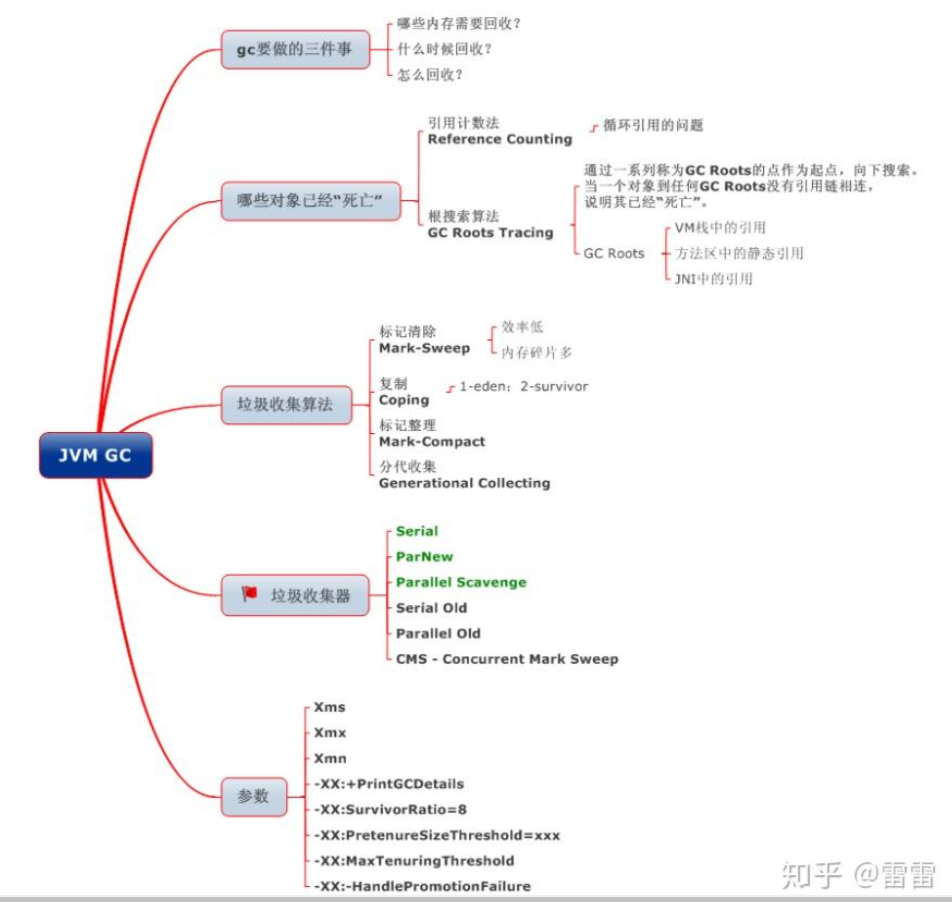 gc要做的三件事
哪些内存需要回收？
什么时候回收？
怎么回收？
哪些对象已经“死亡”
引用计数法
Reference Counting
循环引用的问题
根搜索算法
GC Roots Tracing
通过一系列称为GC Roots的点作为起点，向下搜索。
当一个对象到任何GC Roots没有引用链相连，
说明其已经“死亡”。
GC Roots
VM栈中的引用
方法区中的静态引用
JNI中的引用
垃圾收集算法
标记清除
Mark-Sweep
效率低
内存碎片多
复制
Coping
1-eden；2-survivor
标记整理
Mark-Compact
分代收集
Generational Collecting
JVM GC
垃圾收集器
Serial
ParNew
Parallel Scavenge
Serial Old
Parallel Old
CMS - Concurrent Mark Sweep
参数
Xms
Xmx
Xmn
-XX:+PrintGCDetails
-XX:SurvivorRatio=8
-XX:PretenureSizeThreshold=xxx
-XX:MaxTenuringThreshold
-XX:-HandlePromotionFailure
知乎 @雷雷